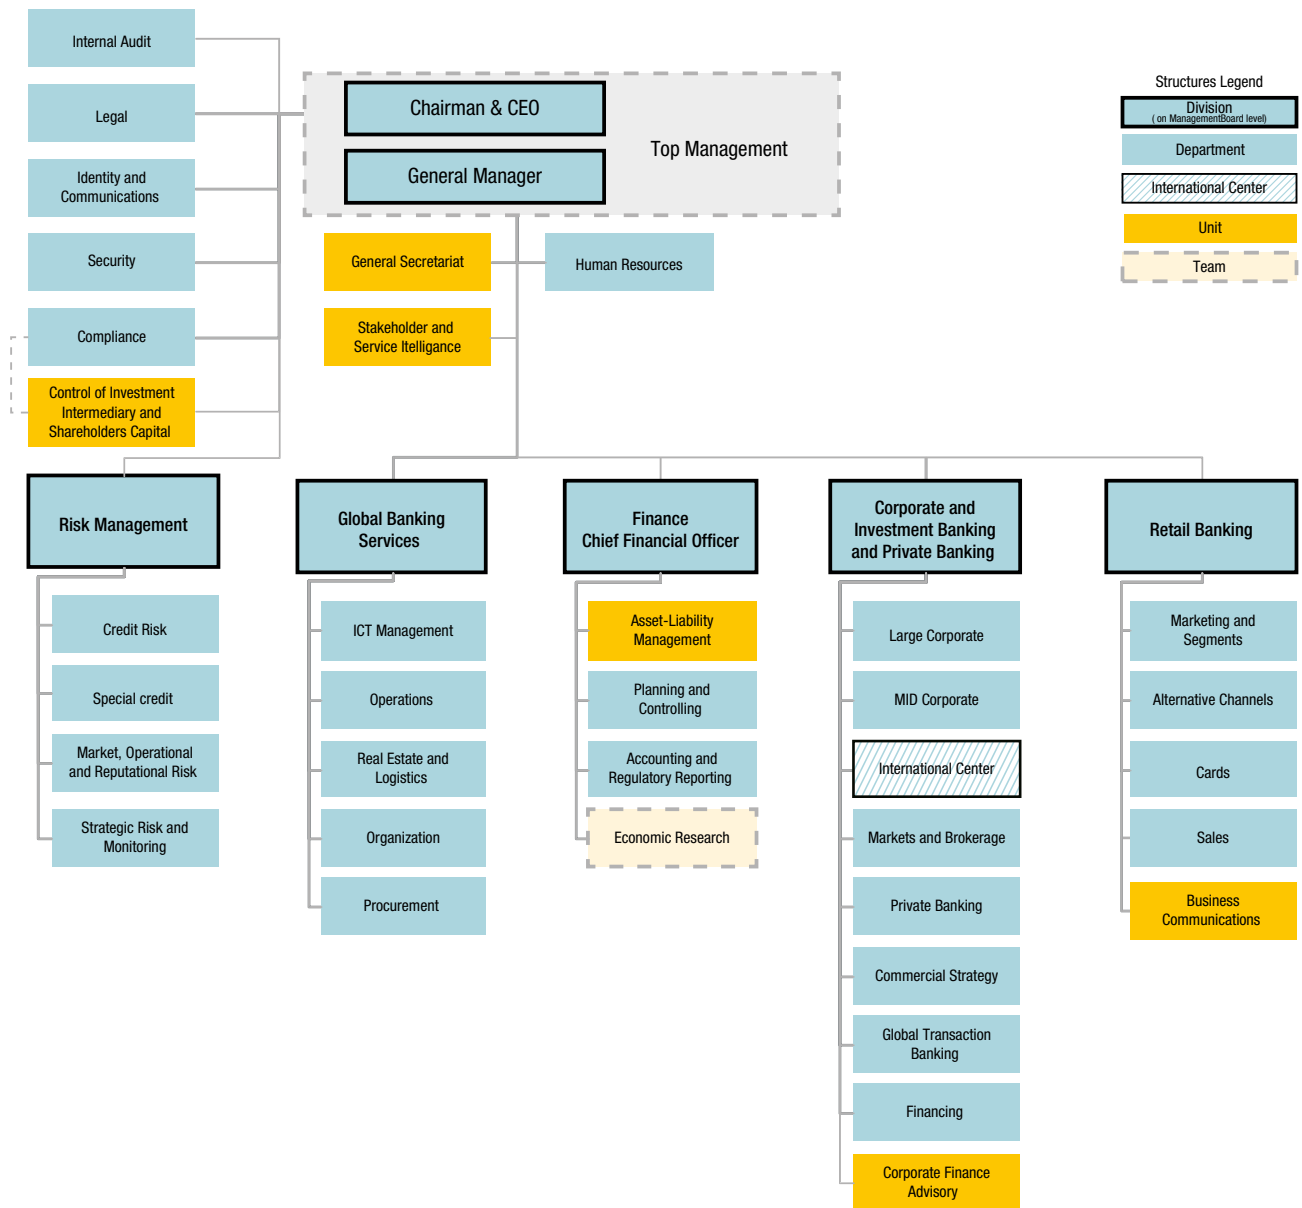 Internal Audit
Legal
Identity and
Communications
Security
Compliance
Control of Investment
Intermediary and
Shareholders Capital
Chairman & CEO
General Manager
Top Management
Structures Legend
Division
( on ManagementBoard level)
Department
International Center
Unit
Team
General Secretariat
Human Resources
Stakeholder and
Service Itelligance
Risk Management
Credit Risk
Special credit
Market, Operational
and Reputational Risk
Strategic Risk and
Monitoring
Global Banking
Services
ICT Management
Operations
Real Estate and
Logistics
Organization
Procurement
Finance
Chief Financial Officer
Asset-Liability
Management
Planning and
Controlling
Accounting and
Regulatory Reporting
Economic Research
Corporate and
Investment Banking
and Private Banking
Large Corporate
MID Corporate
International Center
Markets and Brokerage
Private Banking
Commercial Strategy
Global Transaction
Banking
Financing
Corporate Finance
Advisory
Retail Banking
Marketing and
Segments
Alternative Channels
Cards
Sales
Business
Communications